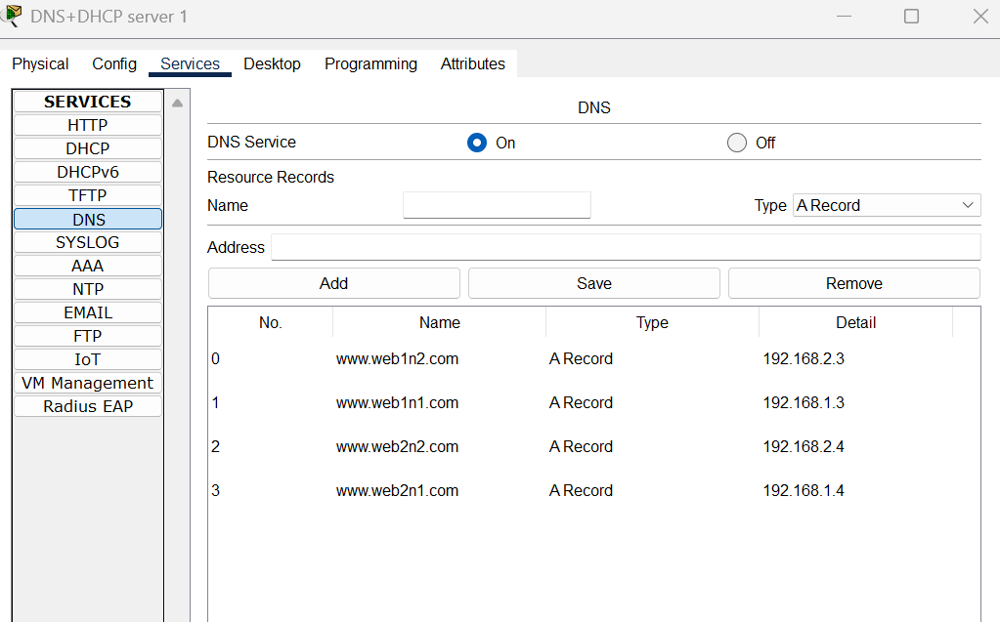 DNS+DHCP server 1
Physical Config Services Desktop Programming Attributes
SERVICES
HTTP
DHCP
DHCPv6
TFTP
DNS
SYSLOG
AAA
NTP
EMAIL
FTP
IoT
VM Management
Radius EAP
DNS
DNS Service On Off
Resource Records
Name Type A Record
Address
Add Save Remove
No. Name Type Detail
0 www.web1n2.com A Record 192.168.2.3
1 www.web1n1.com A Record 192.168.1.3
2 www.web2n2.com A Record 192.168.2.4
3 www.web2n1.com A Record 192.168.1.4